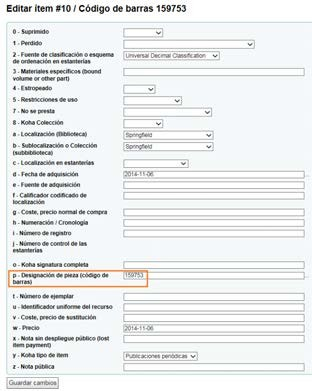 Editar ítem #10 / Código de barras 159753
0 - Suprimido
1 - Perdido
2 - Fuente de clasificación o esquema de ordenación en estanterías
Universal Decimal Classification
3 - Materiales específicos (bound volume or other part)
4 - Estropeado
5 - Restricciones de uso
7 - No se presta
8 - Koha Colección
a - Localización (Biblioteca)
Springfield
b - Sublocalización o Colección (subbiblioteca)
Springfield
c - Localización en estanterías
d - Fecha de adquisición
2014-11-06
...
e - Fuente de adquisición
f - Calificador codificado de localización
g - Coste, precio normal de compra
h - Numeración / Cronología
i - Número de registro
j - Número de control de las estanterías
o - Koha signatura completa
p - Designación de pieza (código de barras)
159753
...
t - Número de ejemplar
u - Identificador uniforme del recurso
v - Coste, precio de sustitución
w - Precio
2014-11-06
x - Nota sin despliegue público (lost item payment)
y - Koha tipo de item
Publicaciones periódicas
z - Nota pública
Guardar cambios